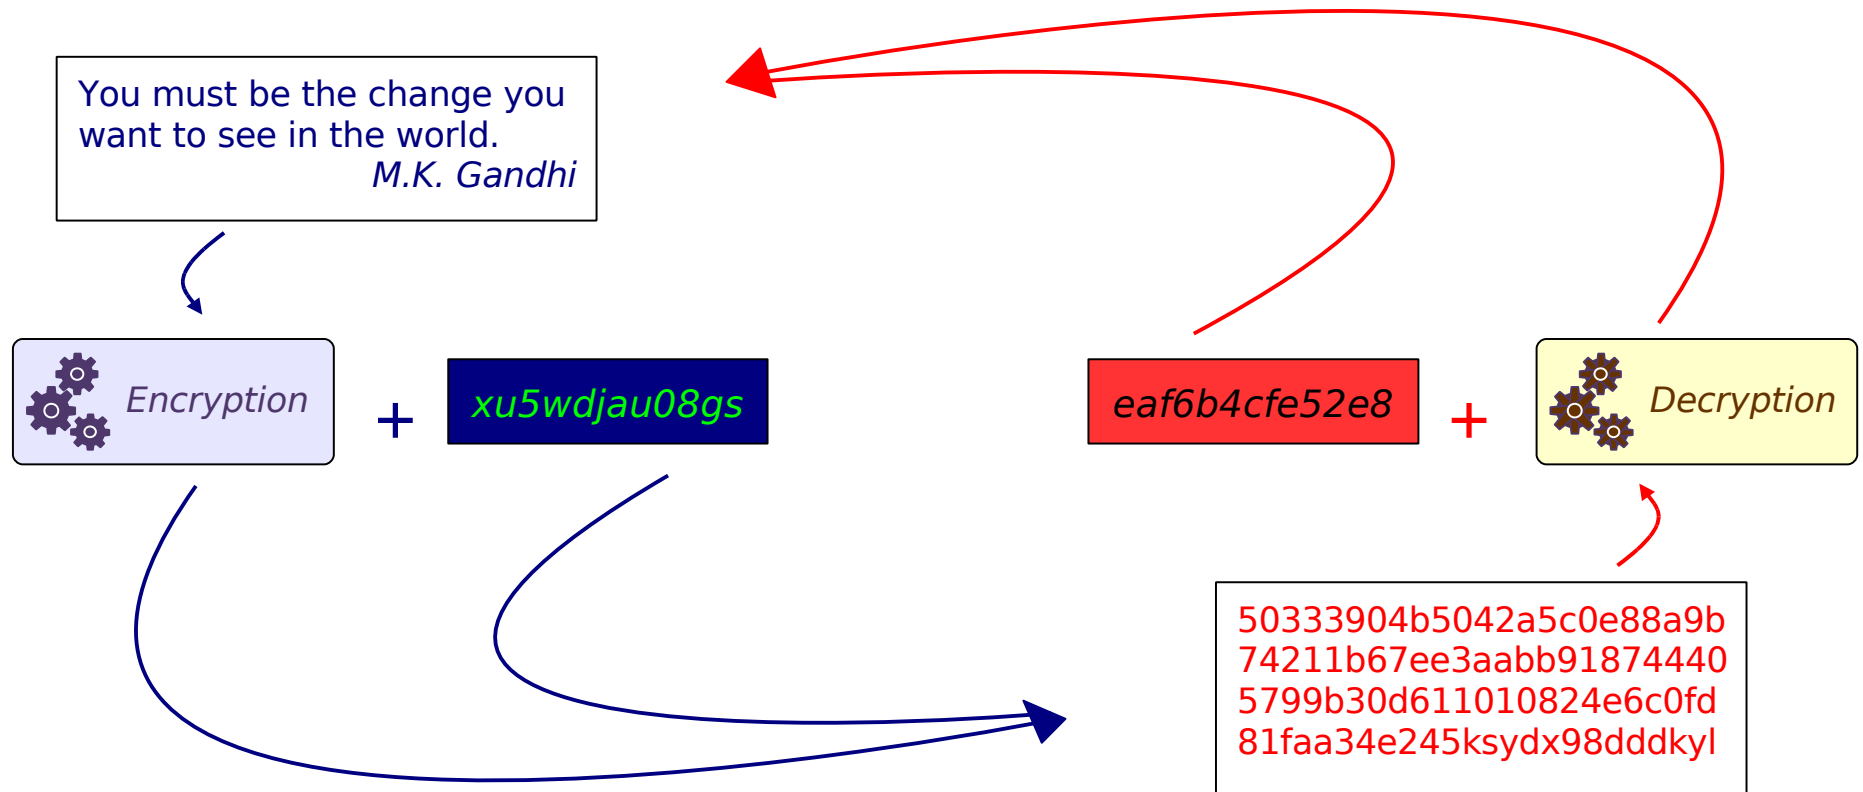 You must be the change you
want to see in the world.
M.K. Gandhi
Encryption
+
xu5wdjau08gs
eaf6b4cfe52e8
+
Decryption
50333904b5042a5c0e88a9b
74211b67ee3aabb91874440
5799b30d611010824e6c0fd
81faa34e245ksydx98dddkyl